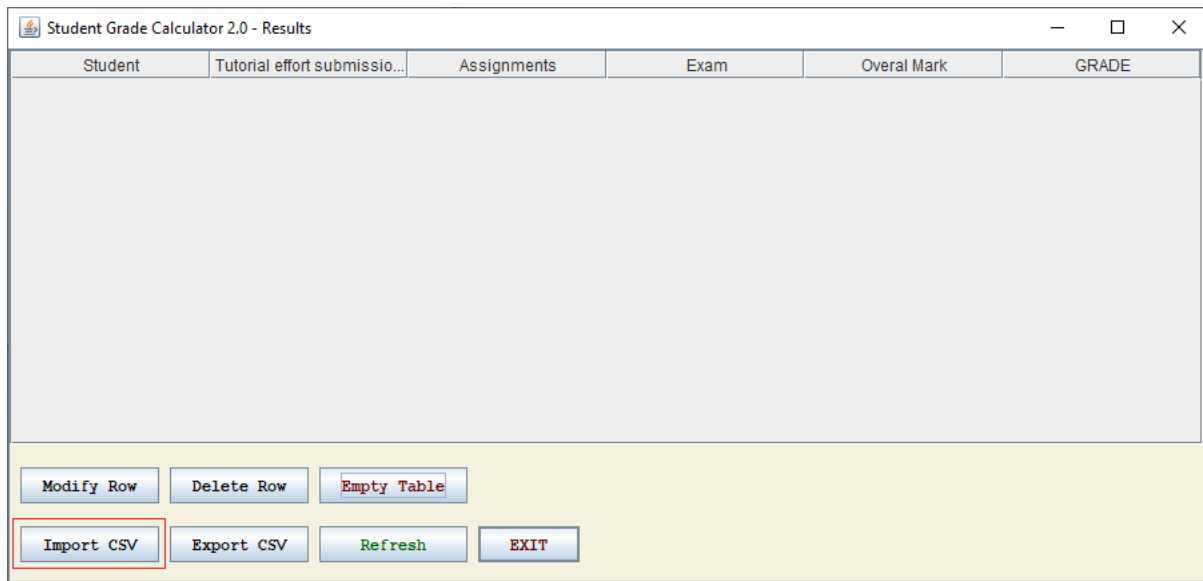 Student Grade Calculator 2.0 - Results
Student Tutorial effort submissio... Assignments Exam Overal Mark GRADE
Modify Row Delete Row Empty Table
Import CSV Export CSV Refresh EXIT